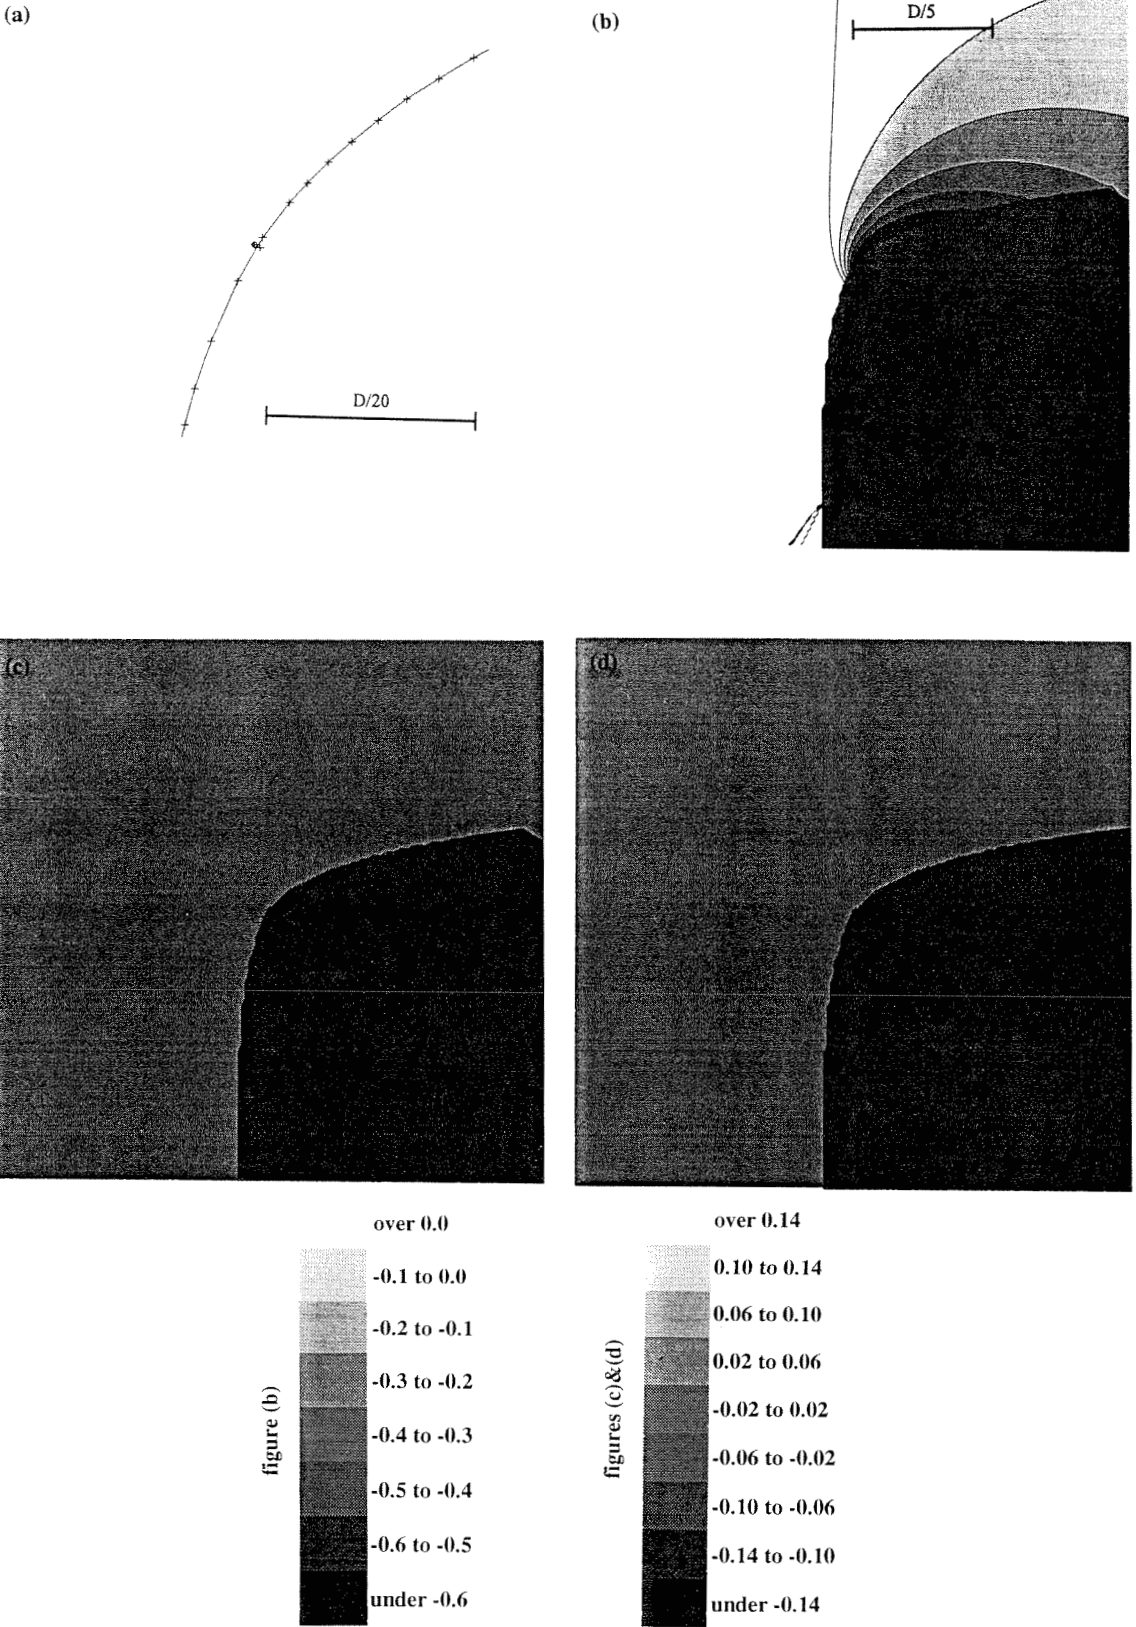 (a)
(b)
D/5
D/20
(c)
(d)
over 0.0
-0.1 to 0.0
-0.2 to -0.1
-0.3 to -0.2
-0.4 to -0.3
-0.5 to -0.4
-0.6 to -0.5
under -0.6
figure (b)
over 0.14
0.10 to 0.14
0.06 to 0.10
0.02 to 0.06
-0.02 to 0.02
-0.06 to -0.02
-0.10 to -0.06
-0.14 to -0.10
under -0.14
figures (c)&(d)